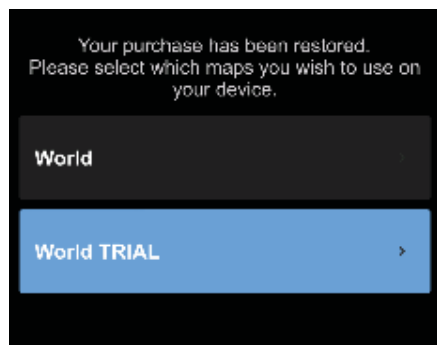 Your purchase has been restored.
Please select which maps you wish to use on
your device.
World
World TRIAL